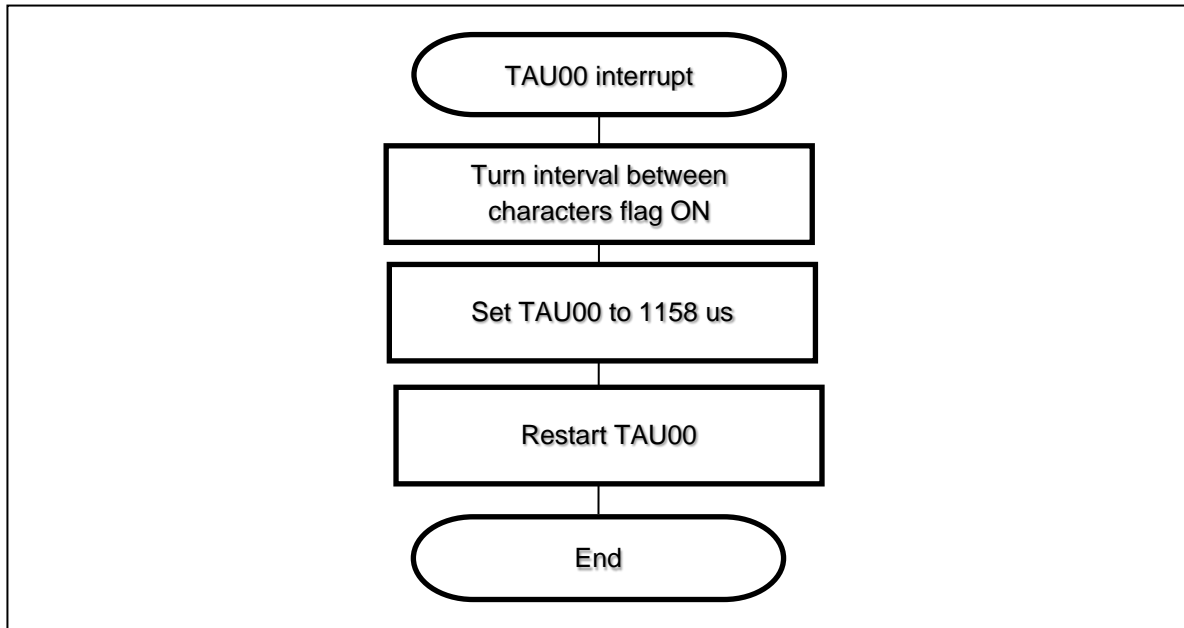 TAU00 interrupt
Turn interval between
characters flag ON
Set TAU00 to 1158 us
Restart TAU00
End